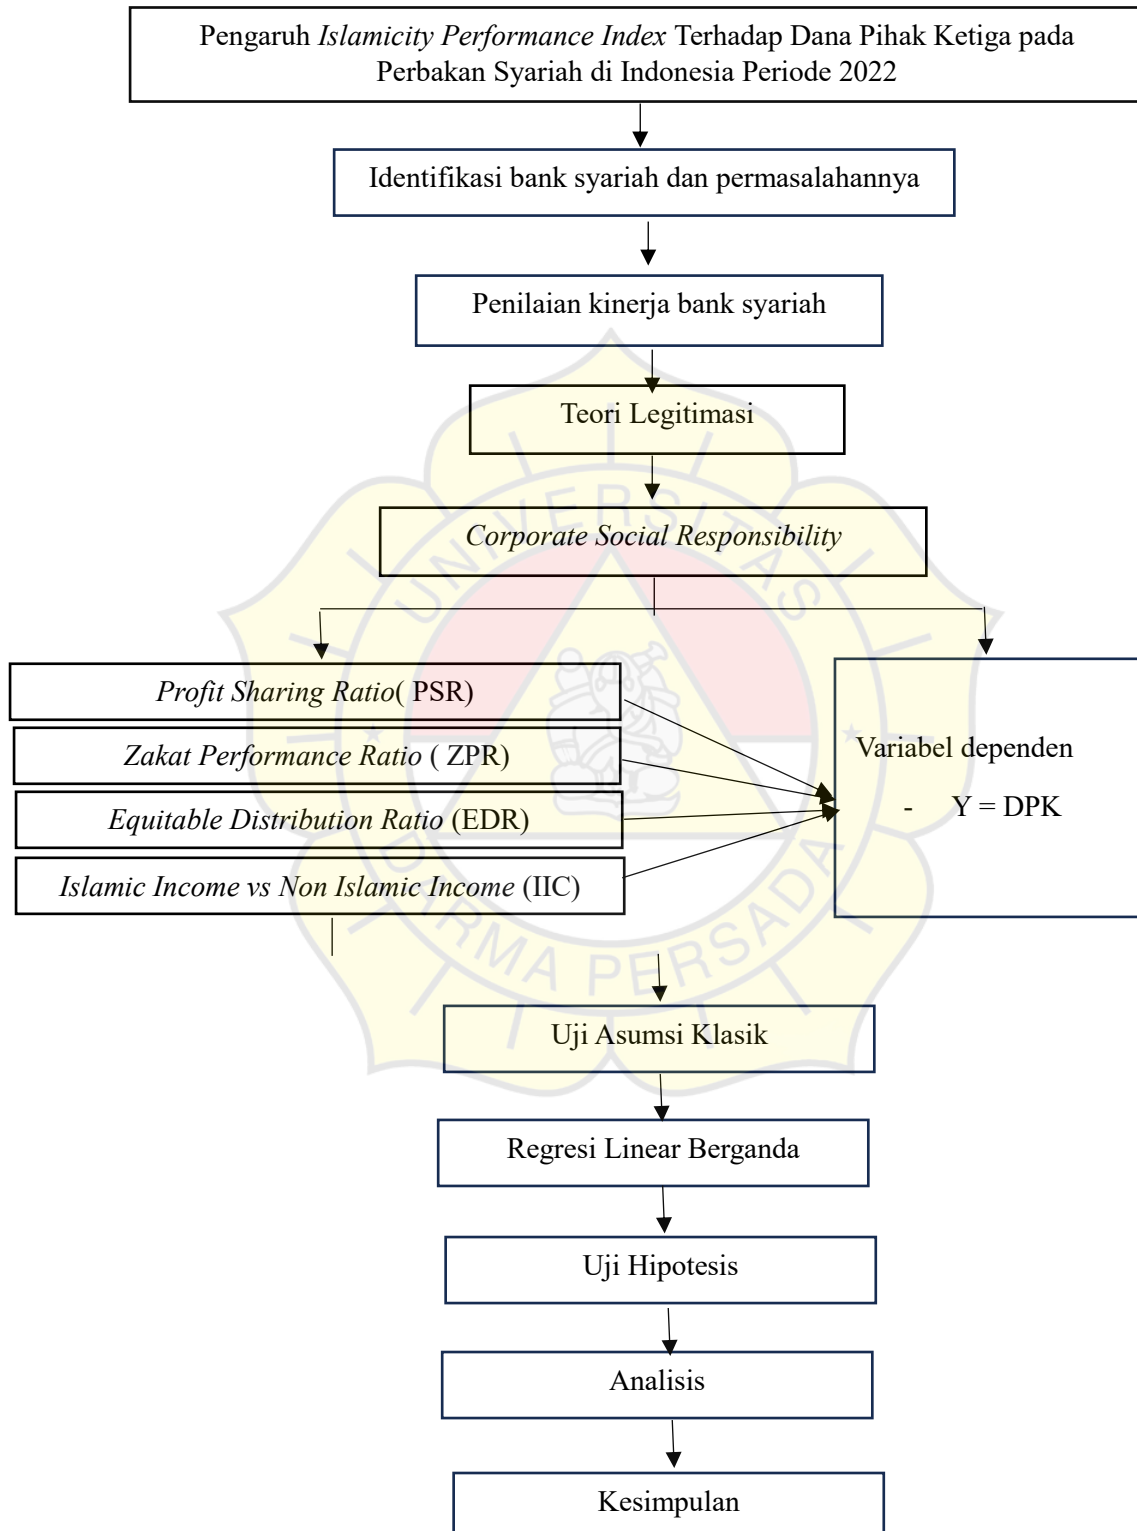 Pengaruh Islamicity Performance Index Terhadap Dana Pihak Ketiga pada
Perbakan Syariah di Indonesia Periode 2022
Identifikasi bank syariah dan permasalahannya
Penilaian kinerja bank syariah
Teori Legitimasi
Corporate Social Responsibility
UNIVERSITAS
Profit Sharing Ratio( PSR)
Zakat Performance Ratio ( ZPR)
Equitable Distribution Ratio (EDR)
Islamic Income vs Non Islamic Income (IIC)
Variabel dependen
- Y = DPK
DARMA PERSADA
Uji Asumsi Klasik
Regresi Linear Berganda
Uji Hipotesis
Analisis
Kesimpulan